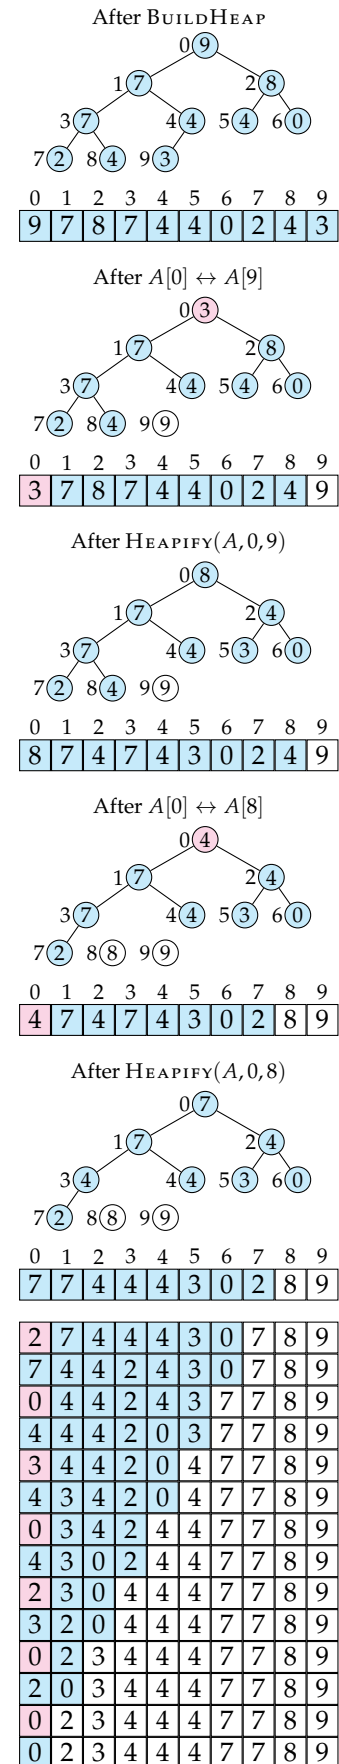 After BUILDHEAP
0 9
1 7 2 8
3 7 4 4 5 4 6 0
7 2 8 4 9 3
0 1 2 3 4 5 6 7 8 9
9 7 8 7 4 4 0 2 4 3
After A[0] ↔ A[9]
0 3
1 7 2 8
3 7 4 4 5 4 6 0
7 2 8 4 9 9
0 1 2 3 4 5 6 7 8 9
3 7 8 7 4 4 0 2 4 9
After HEAPIFY(A, 0, 9)
0 8
1 7 2 4
3 7 4 4 5 3 6 0
7 2 8 4 9 9
0 1 2 3 4 5 6 7 8 9
8 7 4 7 4 3 0 2 4 9
After A[0] ↔ A[8]
0 4
1 7 2 4
3 7 4 4 5 3 6 0
7 2 8 8 9 9
0 1 2 3 4 5 6 7 8 9
4 7 4 7 4 3 0 2 8 9
After HEAPIFY(A, 0, 8)
0 7
1 7 2 4
3 4 4 4 5 3 6 0
7 2 8 8 9 9
0 1 2 3 4 5 6 7 8 9
7 7 4 4 4 3 0 2 8 9
2 7 4 4 4 3 0 7 8 9
7 4 4 2 4 3 0 7 8 9
0 4 4 2 4 3 7 7 8 9
4 4 4 2 0 3 7 7 8 9
3 4 4 2 0 4 7 7 8 9
4 3 4 2 0 4 7 7 8 9
0 3 4 2 4 4 7 7 8 9
4 3 0 2 4 4 7 7 8 9
2 3 0 4 4 4 7 7 8 9
3 2 0 4 4 4 7 7 8 9
0 2 3 4 4 4 7 7 8 9
2 0 3 4 4 4 7 7 8 9
0 2 3 4 4 4 7 7 8 9
0 2 3 4 4 4 7 7 8 9